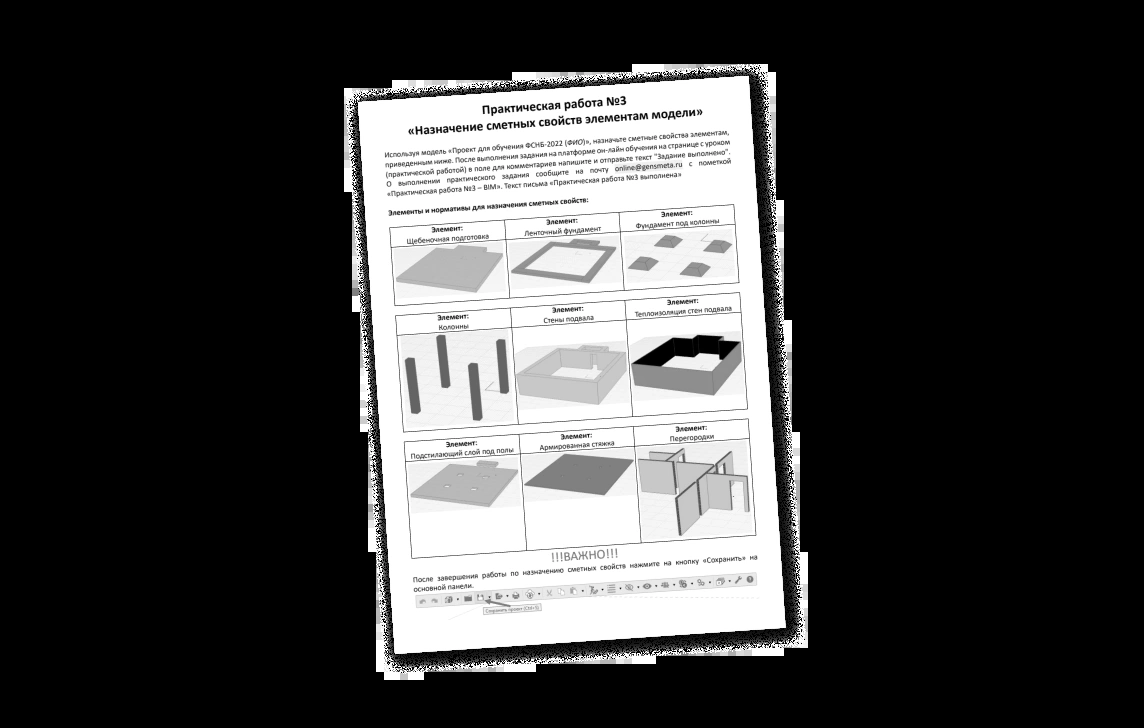 Практическая работа №3
«Назначение сметных свойств элементам модели»
Используя модель «Проект для обучения ФСНБ-2022 (ФИО)», назначьте сметные свойства элементам,
приведенным ниже. После выполнения задания на платформе он-лайн обучения на странице с уроком
(практической работой) в поле для комментариев напишите и отправьте текст "Задание выполнено".
О выполнении практического задания сообщите на почту online@gensmeta.ru с пометкой
«Практическая работа №3 – BIM». Текст письма «Практическая работа №3 выполнена»
Элементы и нормативы для назначения сметных свойств:
Элемент:
Щебеночная подготовка
Элемент:
Ленточный фундамент
Элемент:
Фундамент под колонны
Элемент:
Колонны
Элемент:
Стены подвала
Элемент:
Теплоизоляция стен подвала
Элемент:
Подстилающий слой под полы
Элемент:
Армированная стяжка
Элемент:
Перегородки
!!!ВАЖНО!!!
После завершения работы по назначению сметных свойств нажмите на кнопку «Сохранить» на
основной панели.
Сохранить проект (Ctrl+S)